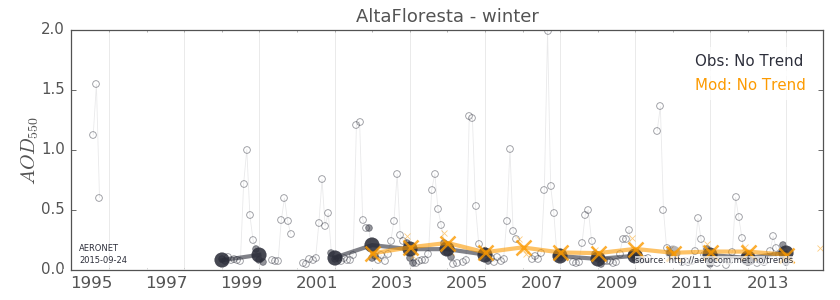 AltaFloresta - winter
2.0
1.5
1.0
0.5
0.0
AOD550
Obs: No Trend
Mod: No Trend
AERONET
2015-09-24
source: http://aerocom.met.no/trends
1995 1997 1999 2001 2003 2005 2007 2009 2011 2013